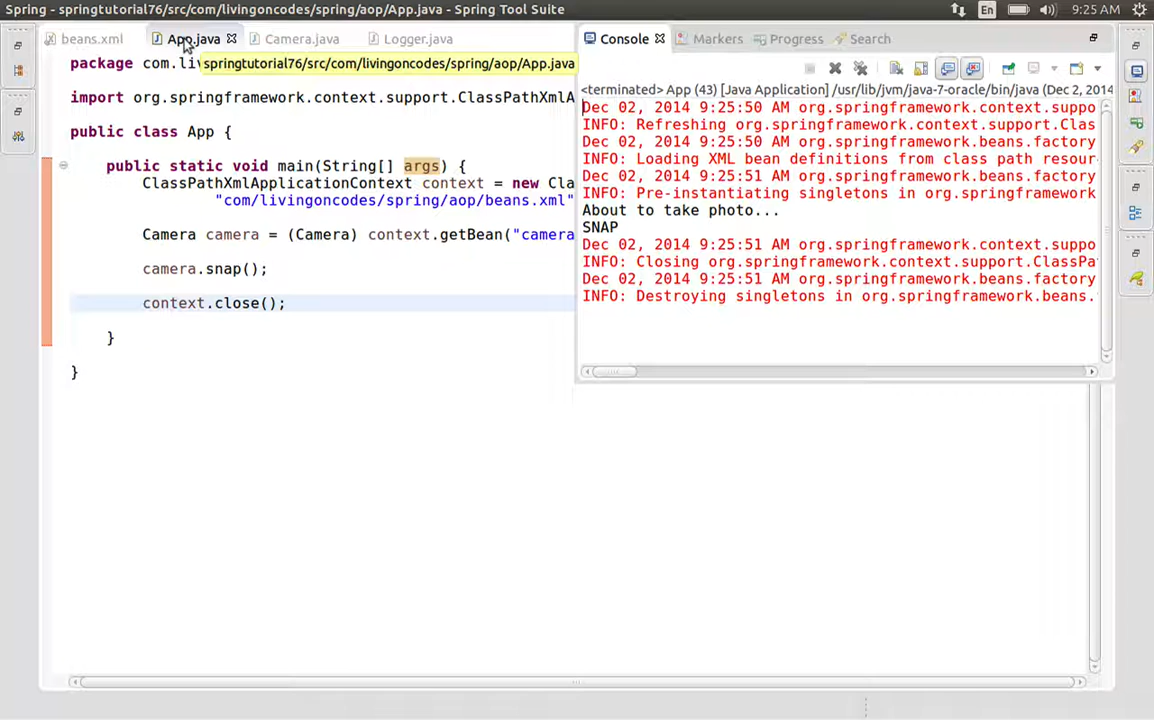 Spring - springtutorial76/src/com/livingoncodes/spring/aop/App.java - Spring Tool Suite
En
9:25 AM
beans.xml
App.java
Camera.java
Logger.java
package com.liv
springtutorial76/src/com/livingoncodes/spring/aop/App.java
import org.springframework.context.support.ClassPathXmlA
public class App {
public static void main(String[] args) {
ClassPathXmlApplicationContext context = new Cla
"com/livingoncodes/spring/aop/beans.xml"
Camera camera = (Camera) context.getBean("camera
camera.snap();
context.close();
}
}
Console
Markers
Progress
Search
<terminated> App (43) [Java Application] /usr/lib/jvm/java-7-oracle/bin/java (Dec 2, 2014
Dec 02, 2014 9:25:50 AM org.springframework.context.suppo
INFO: Refreshing org.springframework.context.support.Clas
Dec 02, 2014 9:25:50 AM org.springframework.beans.factory
INFO: Loading XML bean definitions from class path resour
Dec 02, 2014 9:25:51 AM org.springframework.beans.factory
INFO: Pre-instantiating singletons in org.springframework
About to take photo...
SNAP
Dec 02, 2014 9:25:51 AM org.springframework.context.suppo
INFO: Closing org.springframework.context.support.ClassPa
Dec 02, 2014 9:25:51 AM org.springframework.beans.factory
INFO: Destroying singletons in org.springframework.beans.